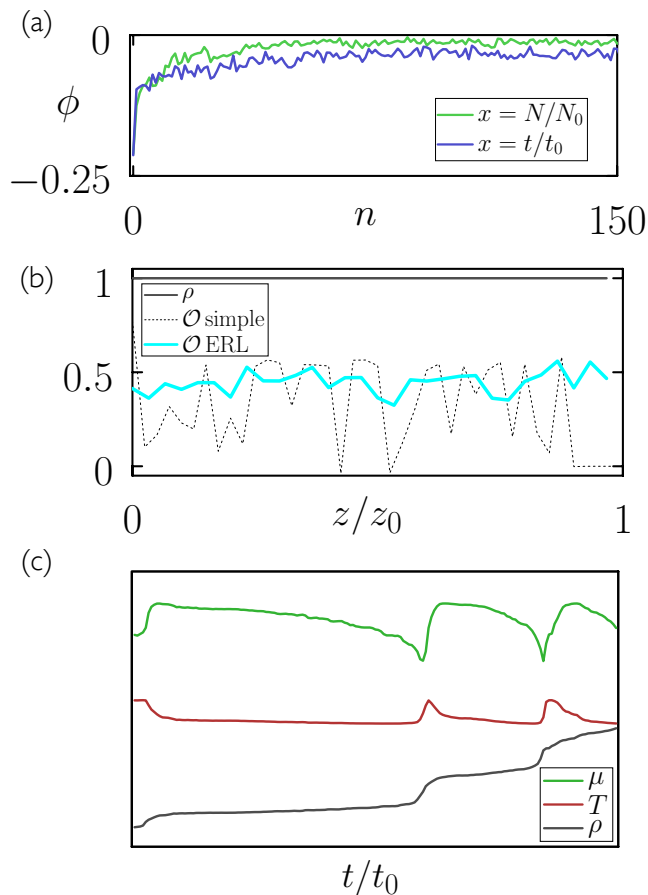 (a)
0
ϕ
x = N/N₀
x = t/t₀
−0.25
0
n
150
(b)
1
ρ
𝒪 simple
𝒪 ERL
0.5
0
0
z/z₀
1
(c)
μ
T
ρ
t/t₀